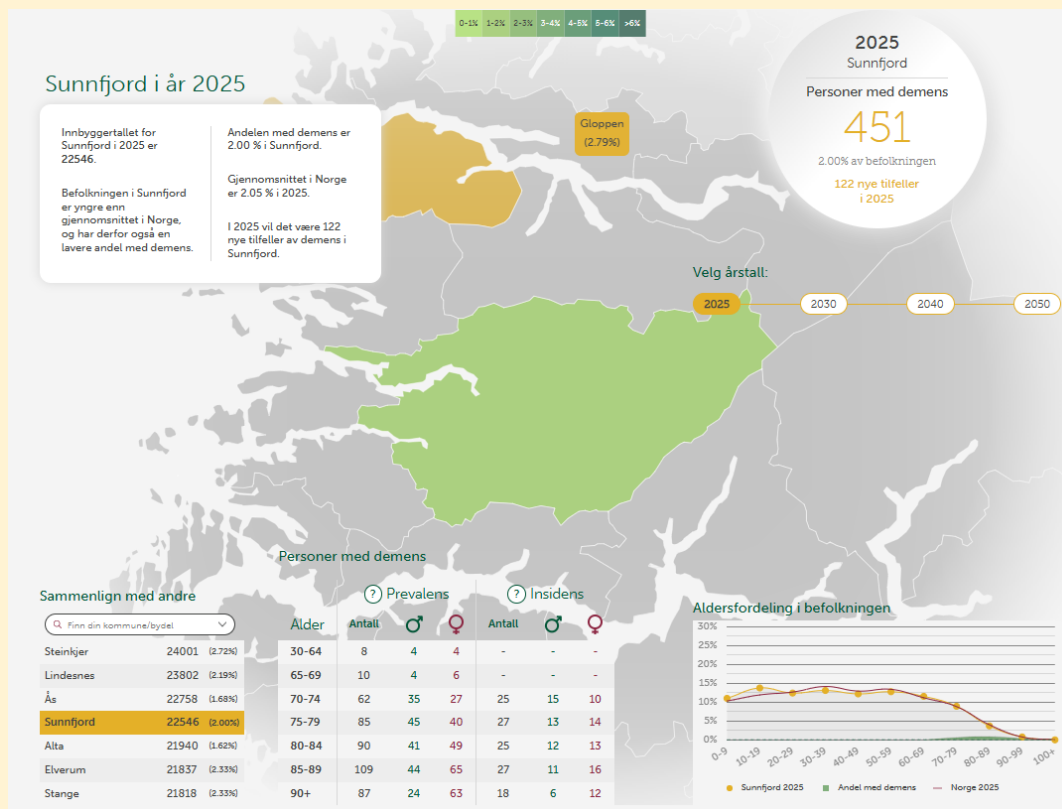 0-1% 1-2% 2-3% 3-4% 4-5% 5-6% >6%
Sunnfjord i år 2025
Innbyggertallet for
Sunnfjord i 2025 er
22546.
Befolkningen i Sunnfjord
er yngre enn
gjennomsnittet i Norge,
og har derfor også en
lavere andel med demens.
Andelen med demens er
2.00 % i Sunnfjord.
Gjennomsnittet i Norge
er 2.05 % i 2025.
I 2025 vil det være 122
nye tilfeller av demens i
Sunnfjord.
Gloppen
(2.79%)
2025
Sunnfjord
Personer med demens
451
2.00% av befolkningen
122 nye tilfeller
i 2025
Velg årstall:
2025 2030 2040 2050
Sammenlign med andre
Finn din kommune/bydel
Steinkjer 24001 (2.72%)
Lindesnes 23802 (2.19%)
Ås 22758 (1.68%)
Sunnfjord 22546 (2.00%)
Alta 21940 (1.62%)
Elverum 21837 (2.33%)
Stange 21818 (2.33%)
Personer med demens
? Prevalens ? Insidens
Alder Antall ♂ ♀ Antall ♂ ♀
30-64 8 4 4 - - -
65-69 10 4 6 - - -
70-74 62 35 27 25 15 10
75-79 85 45 40 27 13 14
80-84 90 41 49 25 12 13
85-89 109 44 65 27 11 16
90+ 87 24 63 18 6 12
Aldersfordeling i befolkningen
30%
25%
20%
15%
10%
5%
0%
0-9 10-19 20-29 30-39 40-49 50-59 60-69 70-79 80-89 90-99 100+
Sunnfjord 2025 Andel med demens Norge 2025